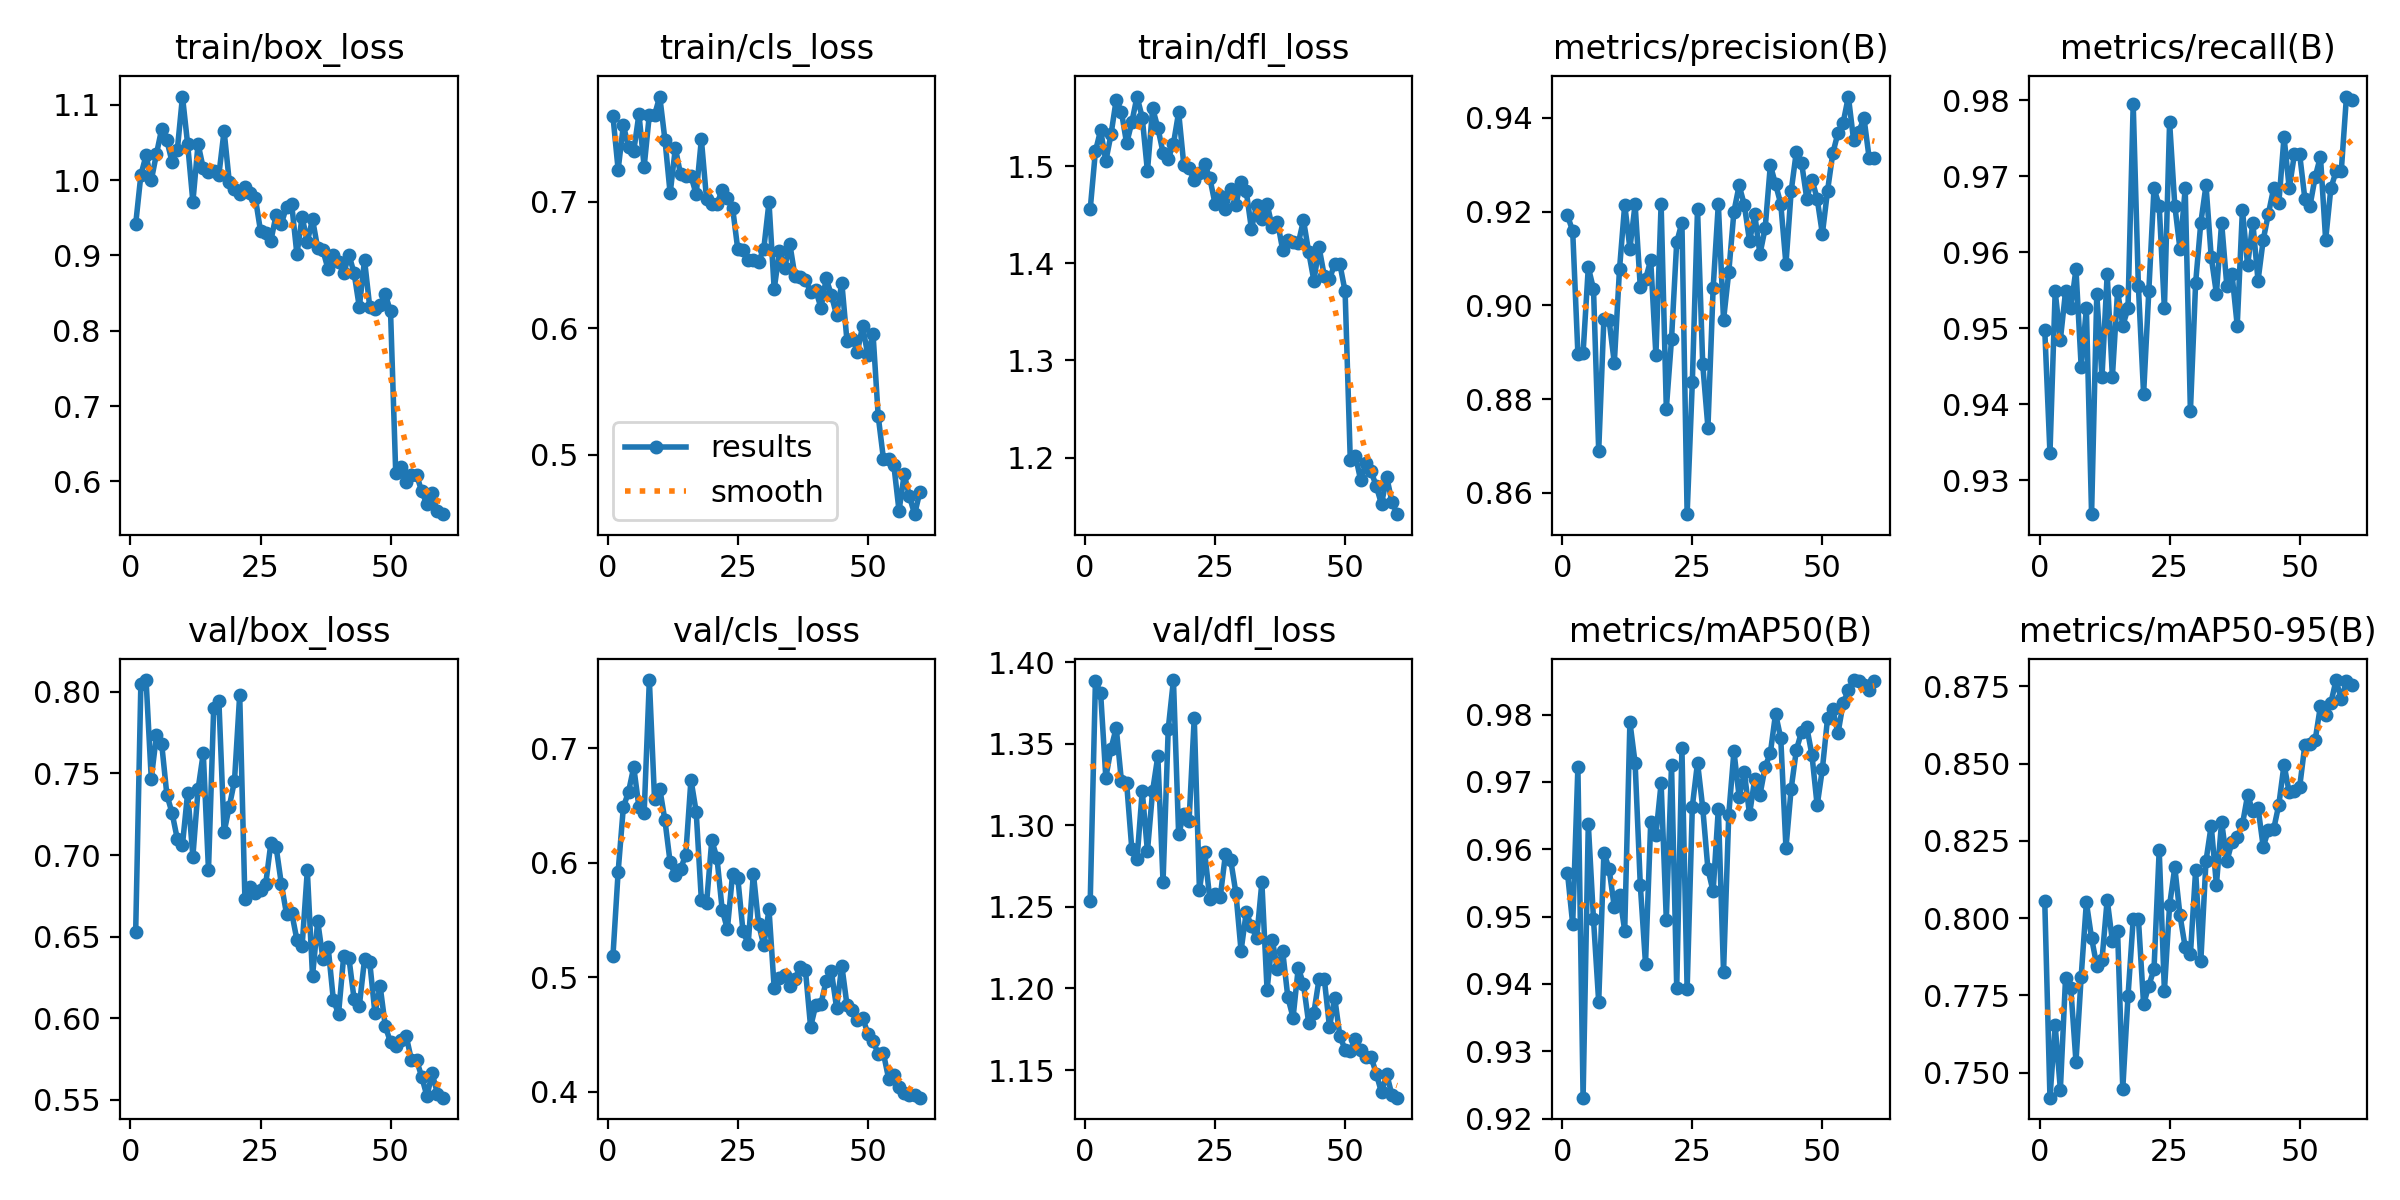 train/box_loss
train/cls_loss
train/dfl_loss
metrics/precision(B)
metrics/recall(B)
1.1
1.0
0.9
0.8
0.7
0.6
0 25 50
0.7
0.6
0.5
results
smooth
0 25 50
1.5
1.4
1.3
1.2
0 25 50
0.94
0.92
0.90
0.88
0.86
0 25 50
0.98
0.97
0.96
0.95
0.94
0.93
0 25 50
val/box_loss
val/cls_loss
val/dfl_loss
metrics/mAP50(B)
metrics/mAP50-95(B)
0.80
0.75
0.70
0.65
0.60
0.55
0 25 50
0.7
0.6
0.5
0.4
0 25 50
1.40
1.35
1.30
1.25
1.20
1.15
0 25 50
0.98
0.97
0.96
0.95
0.94
0.93
0.92
0 25 50
0.875
0.850
0.825
0.800
0.775
0.750
0 25 50